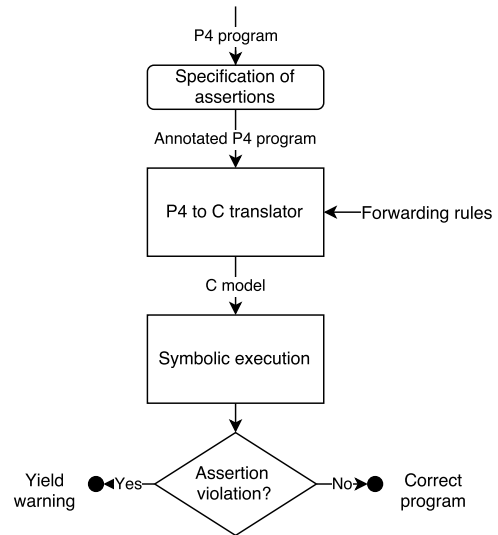 P4 program
Specification of
assertions
Annotated P4 program
P4 to C translator
Forwarding rules
C model
Symbolic execution
Assertion
violation?
Yield
warning
Yes
No
Correct
program